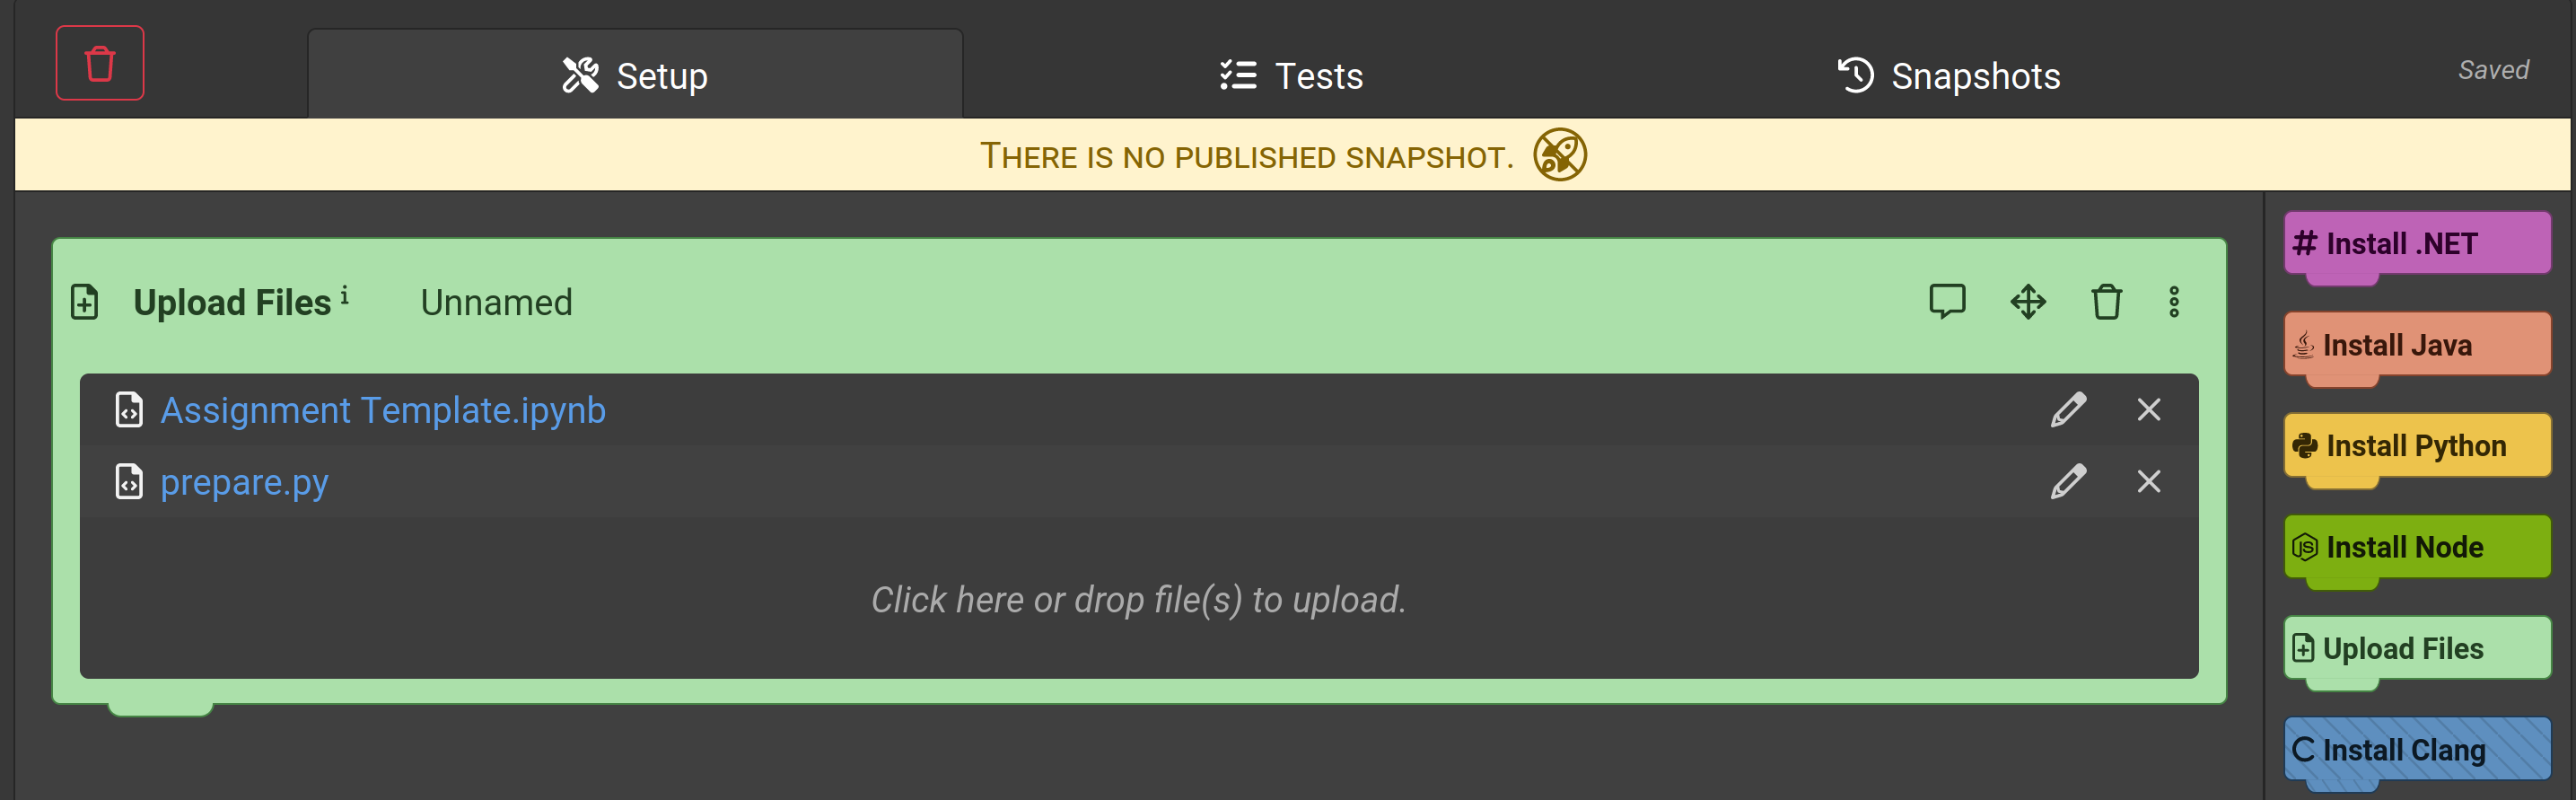 Setup
Tests
Snapshots
Saved
THERE IS NO PUBLISHED SNAPSHOT.
Upload Files i Unnamed
Assignment Template.ipynb
prepare.py
Click here or drop file(s) to upload.
# Install .NET
Install Java
Install Python
JS Install Node
Upload Files
C Install Clang